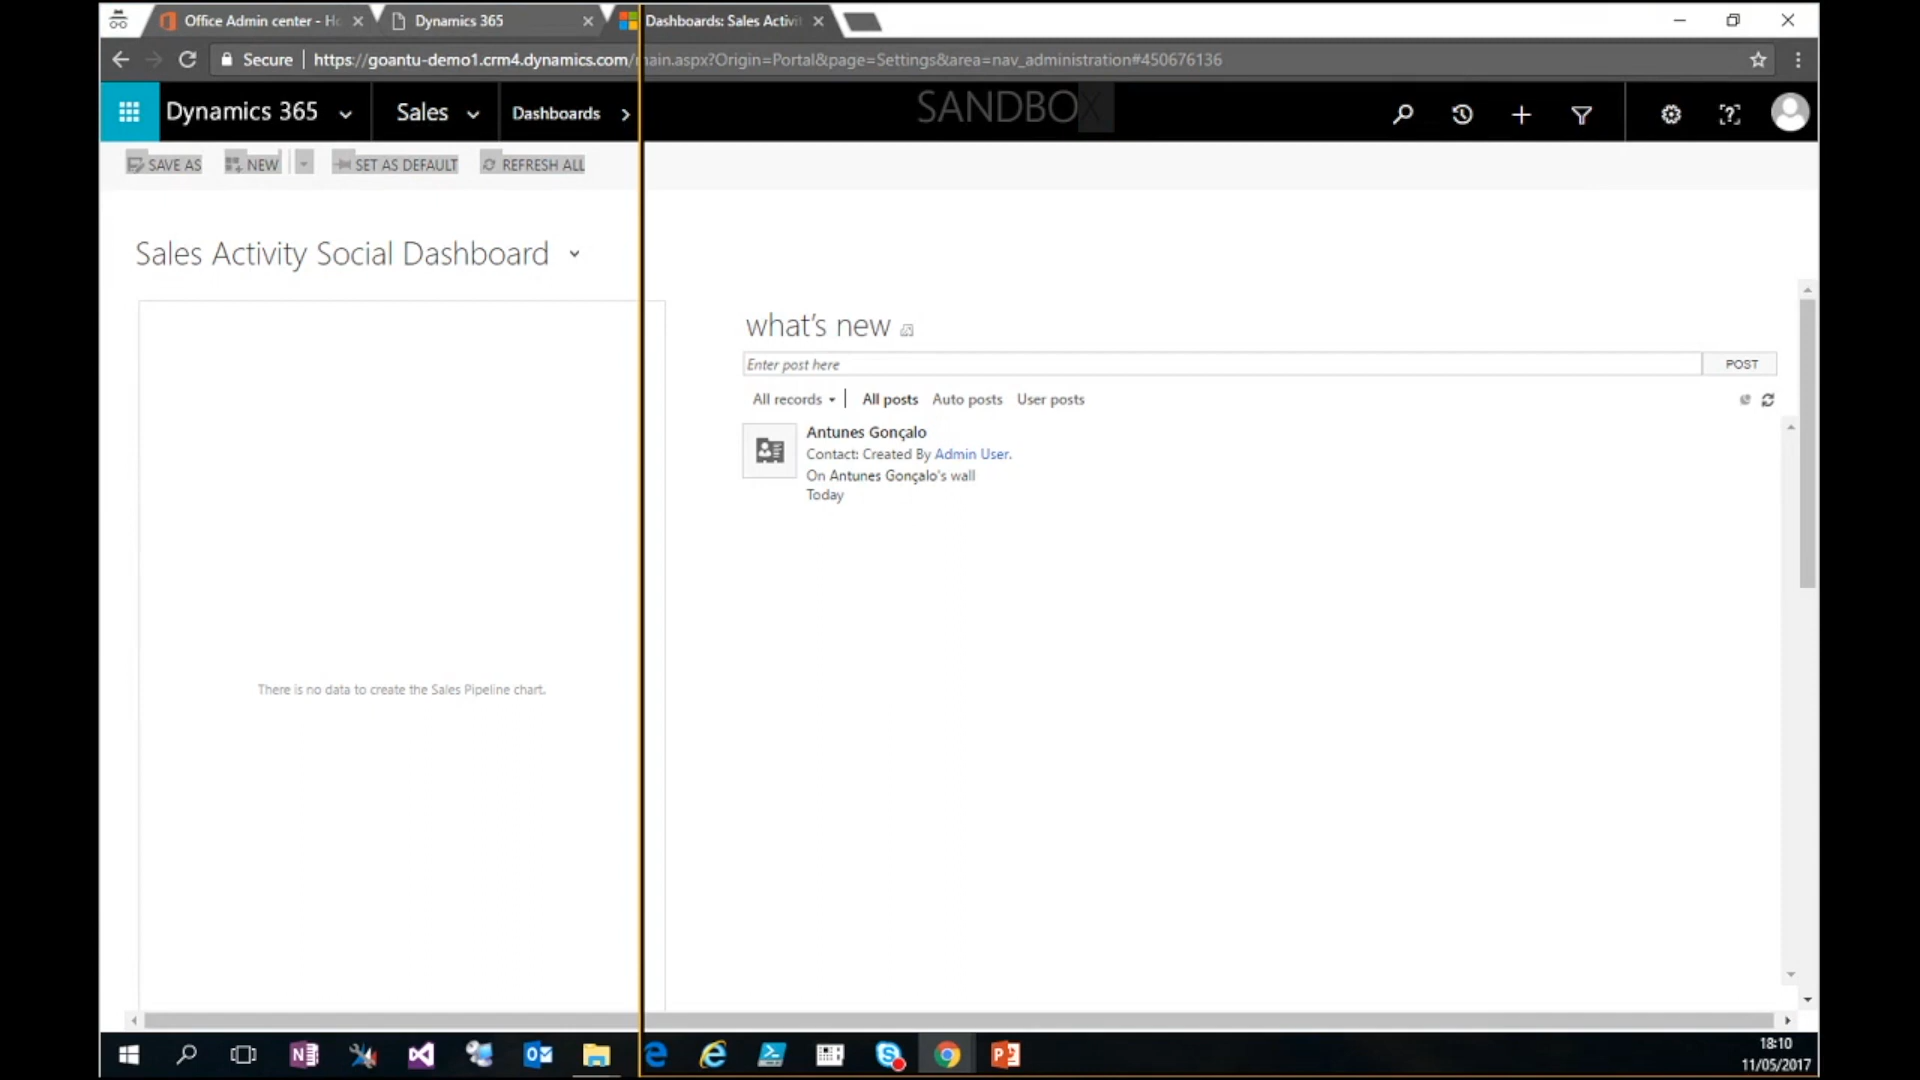 Office Admin center - Ho
Dynamics 365
Dashboards: Sales Activi
Secure | https://goantu-demo1.crm4.dynamics.com/main.aspx?Origin=Portal&page=Settings&area=nav_administration#450676136
Dynamics 365
Sales
Dashboards
SANDBOX
SAVE AS
NEW
SET AS DEFAULT
REFRESH ALL
Sales Activity Social Dashboard
There is no data to create the Sales Pipeline chart.
what's new
Enter post here
POST
All records
All posts
Auto posts
User posts
Antunes Gonçalo
Contact: Created By Admin User.
On Antunes Gonçalo's wall
Today
18:10
11/05/2017